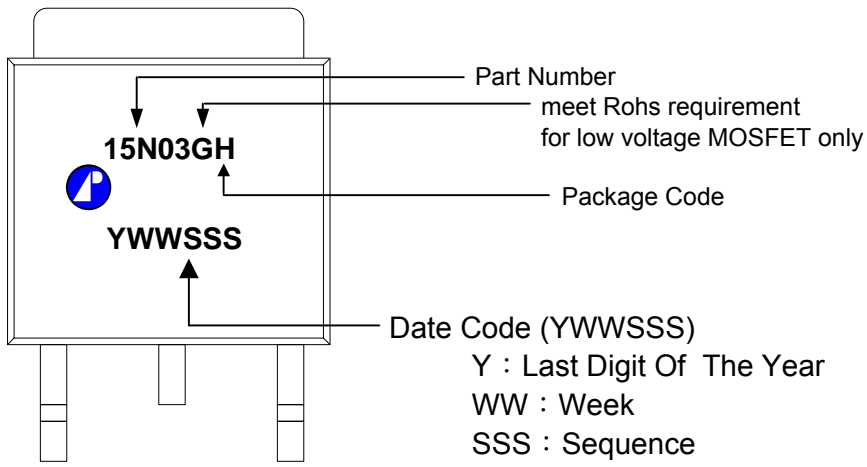 Part Number
meet Rohs requirement
for low voltage MOSFET only
15N03GH
Package Code
YWWSSS
Date Code (YWWSSS)
Y：Last Digit Of The Year
WW：Week
SSS：Sequence